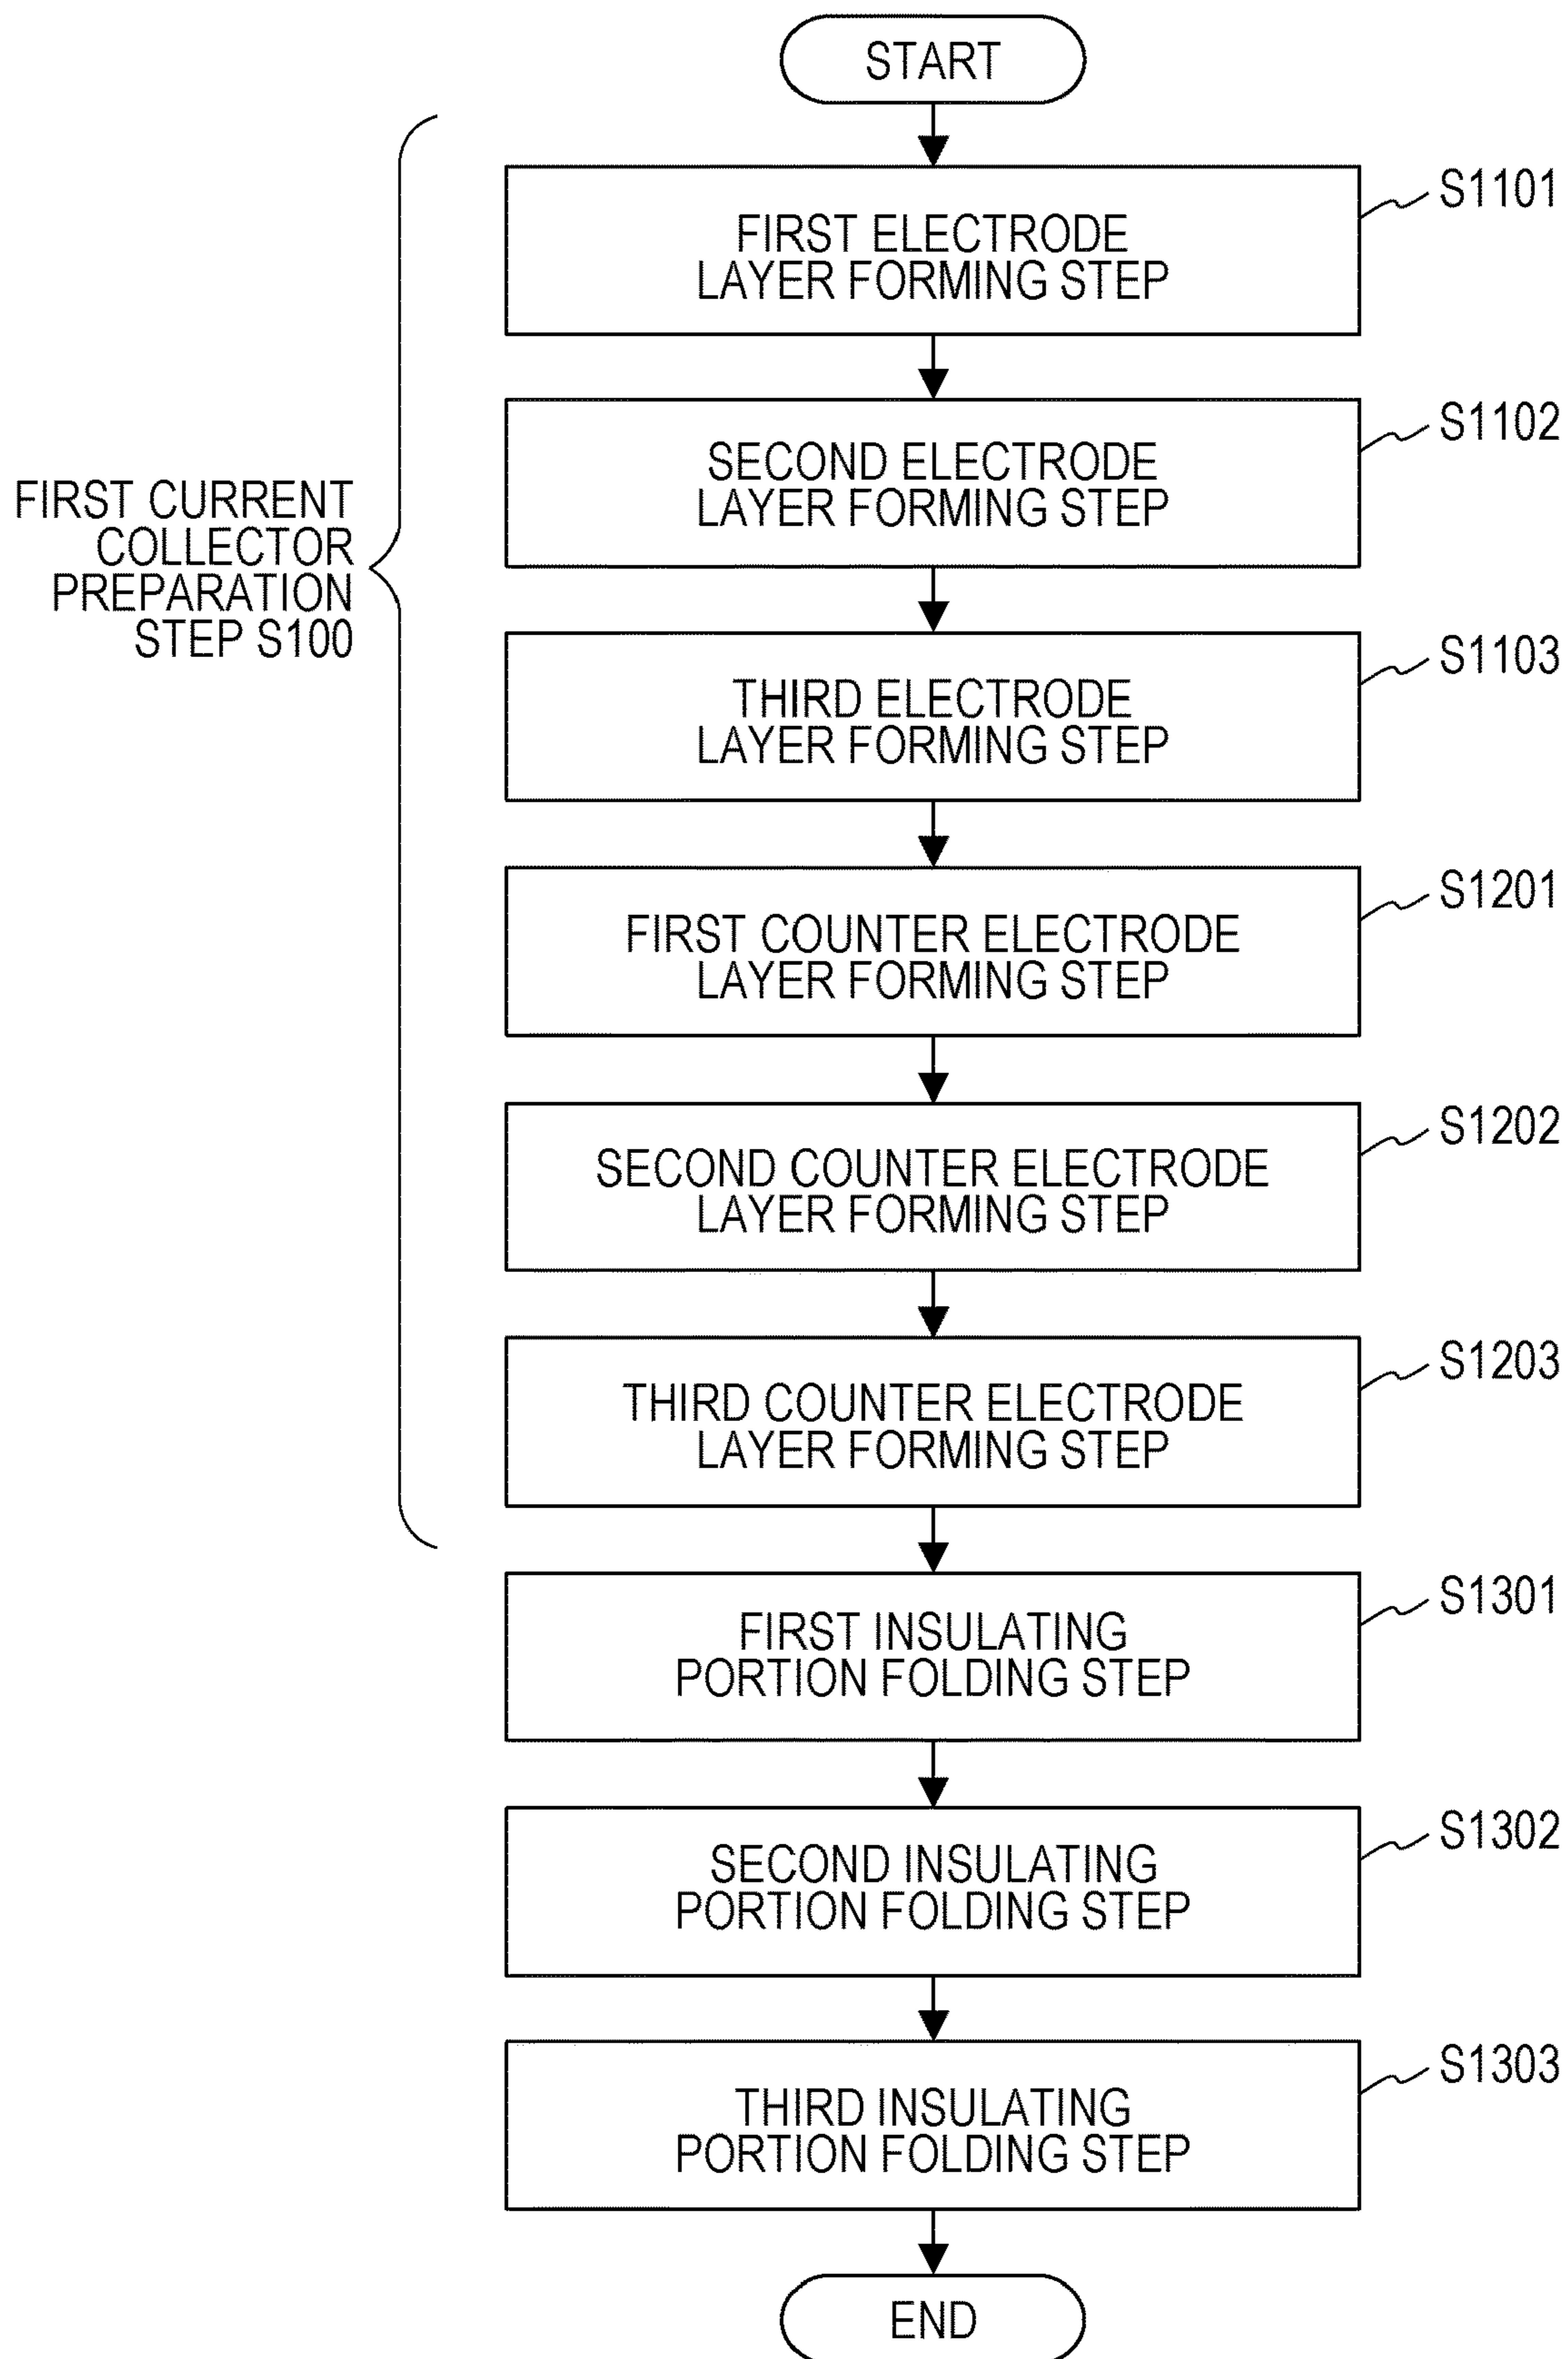 START
S1101
FIRST ELECTRODE
LAYER FORMING STEP
S1102
SECOND ELECTRODE
LAYER FORMING STEP
FIRST CURRENT
COLLECTOR
PREPARATION
STEP S100
S1103
THIRD ELECTRODE
LAYER FORMING STEP
S1201
FIRST COUNTER ELECTRODE
LAYER FORMING STEP
S1202
SECOND COUNTER ELECTRODE
LAYER FORMING STEP
S1203
THIRD COUNTER ELECTRODE
LAYER FORMING STEP
S1301
FIRST INSULATING
PORTION FOLDING STEP
S1302
SECOND INSULATING
PORTION FOLDING STEP
S1303
THIRD INSULATING
PORTION FOLDING STEP
END